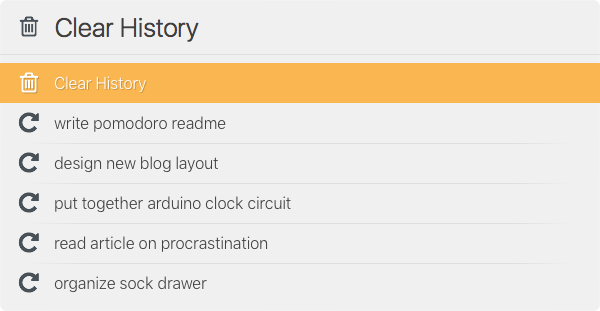 Clear History
Clear History
write pomodoro readme
design new blog layout
put together arduino clock circuit
read article on procrastination
organize sock drawer